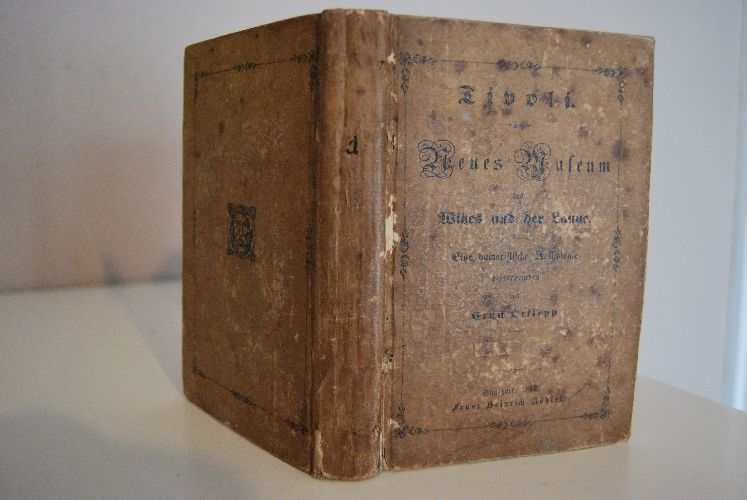 Tivoli.
Neues Museum
des
Witzes und der Laune.
Eine humoristische Anthologie
herausgegeben
von
Ernst Ortlepp
Stuttgart,
Franz Heinrich Köhler.